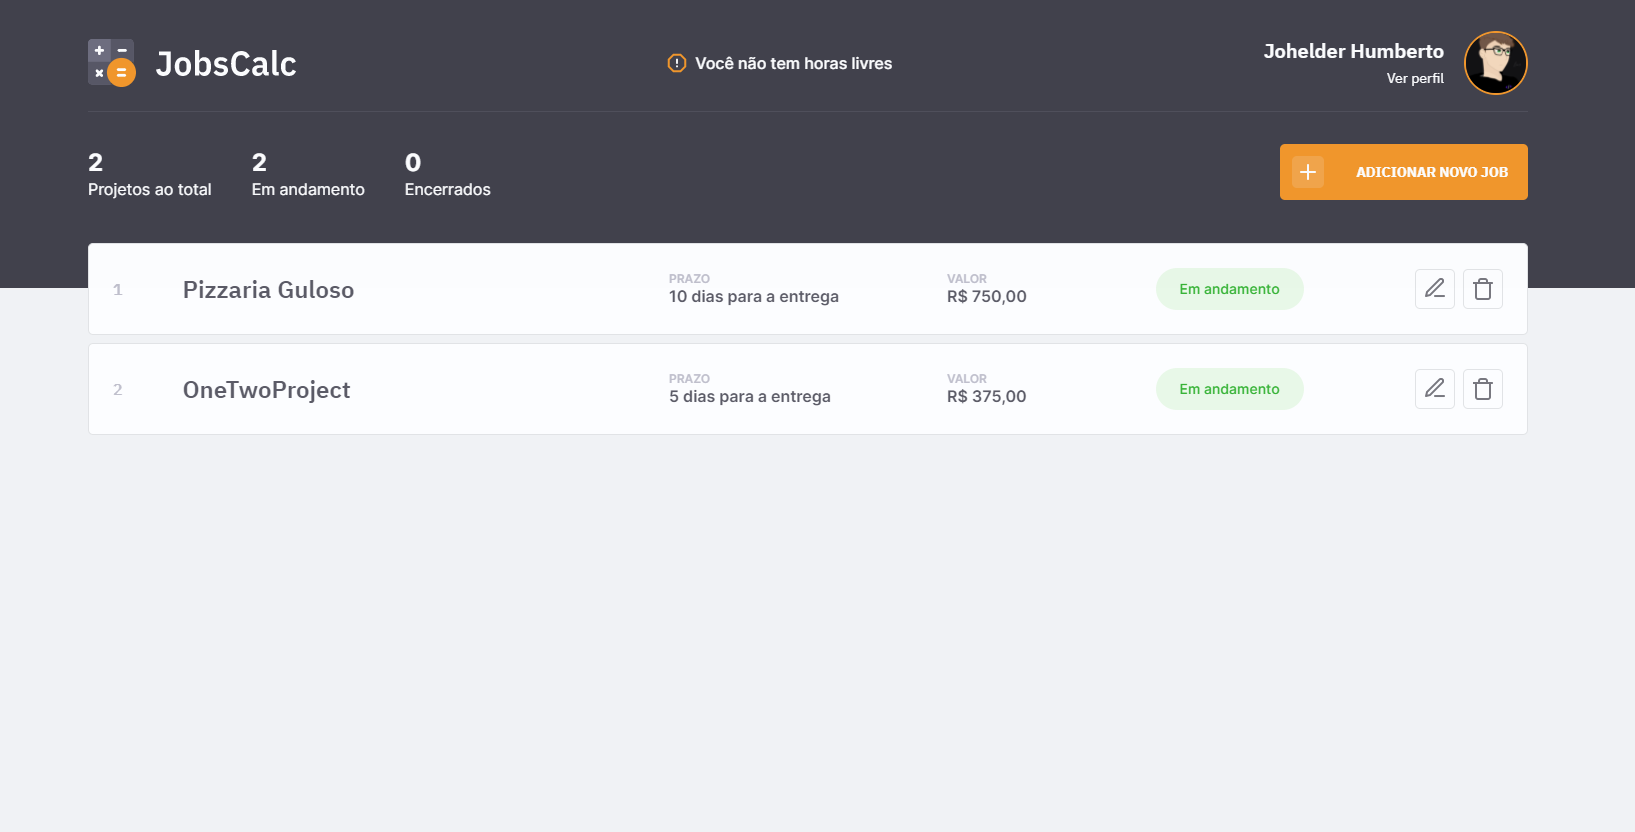 JobsCalc
Você não tem horas livres
Johelder Humberto
Ver perfil
2
Projetos ao total
2
Em andamento
0
Encerrados
ADICIONAR NOVO JOB
1
Pizzaria Guloso
PRAZO
10 dias para a entrega
VALOR
R$ 750,00
Em andamento
2
OneTwoProject
PRAZO
5 dias para a entrega
VALOR
R$ 375,00
Em andamento